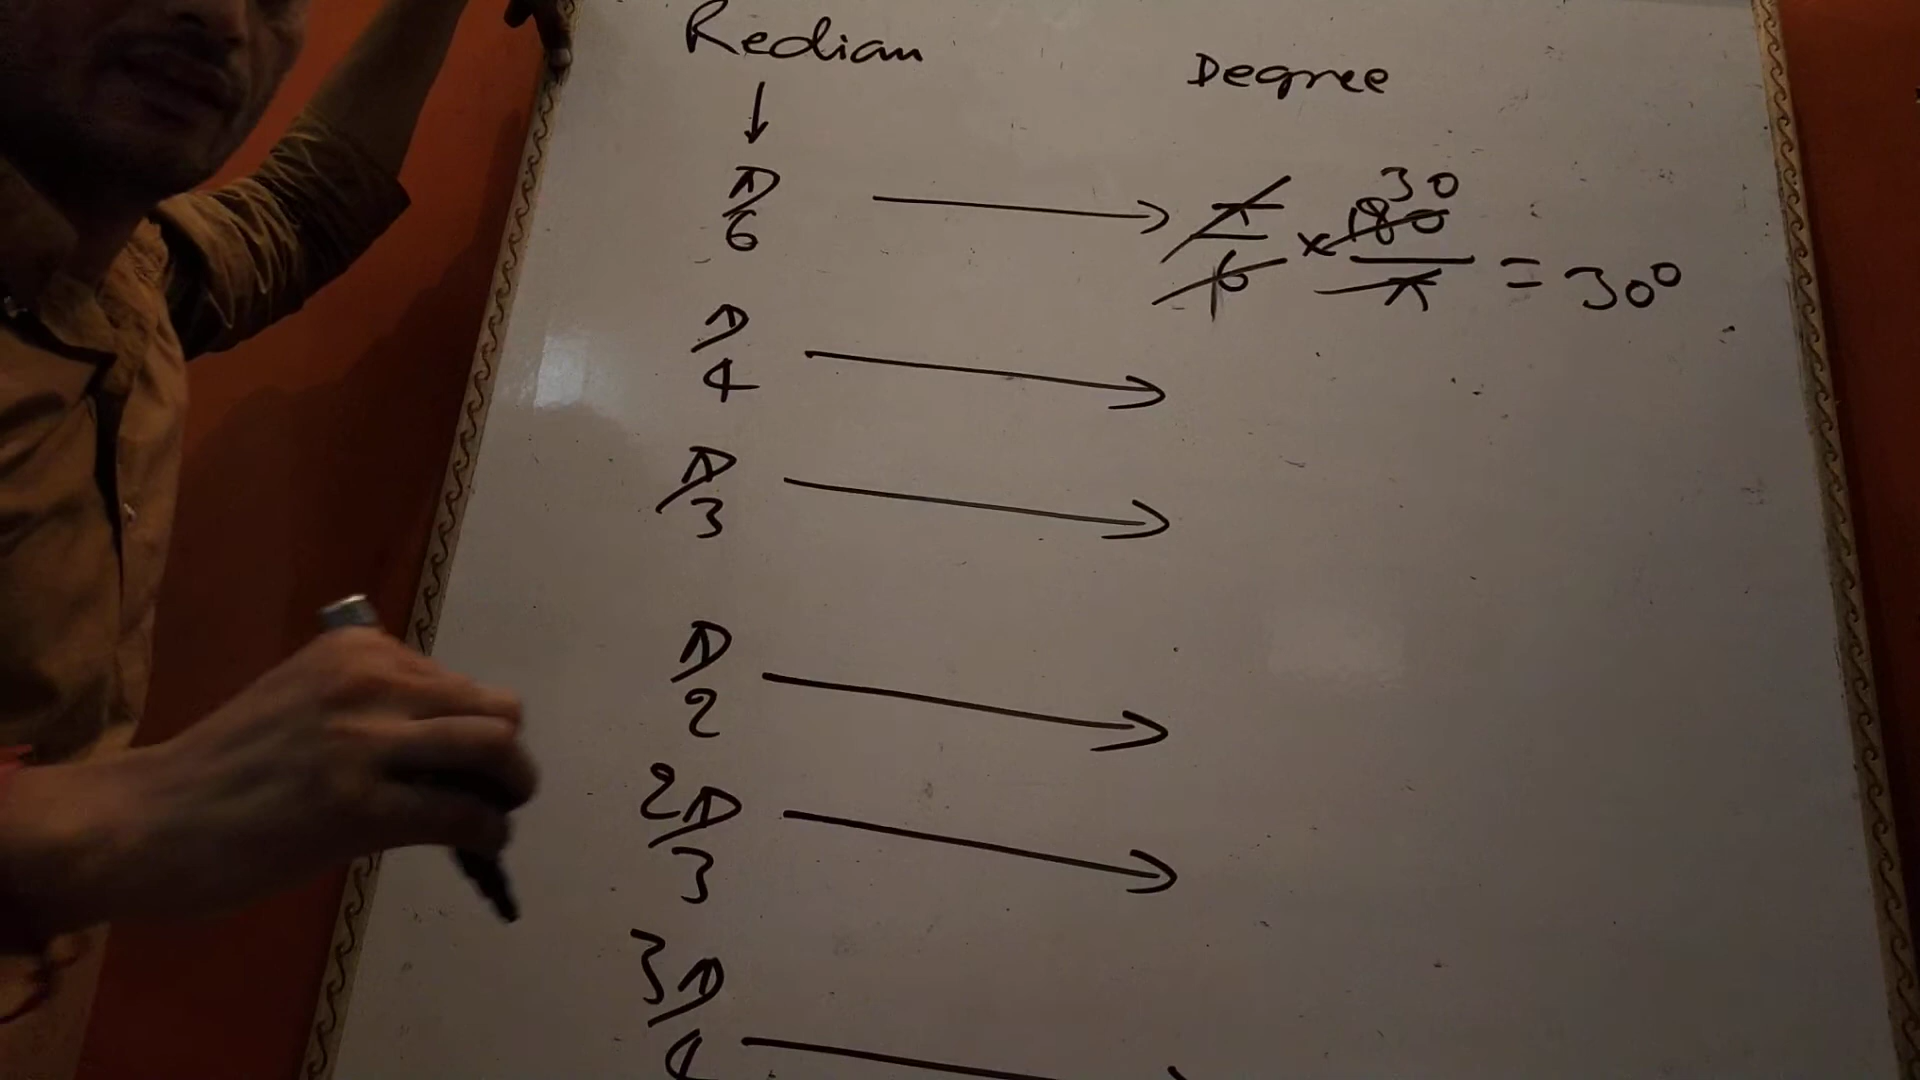 Redian Degree
↓
π/6 → π/6 × 180/π = 30° 30
π/4 →
π/3 →
π/2 →
2π/3 →
3π/4 →